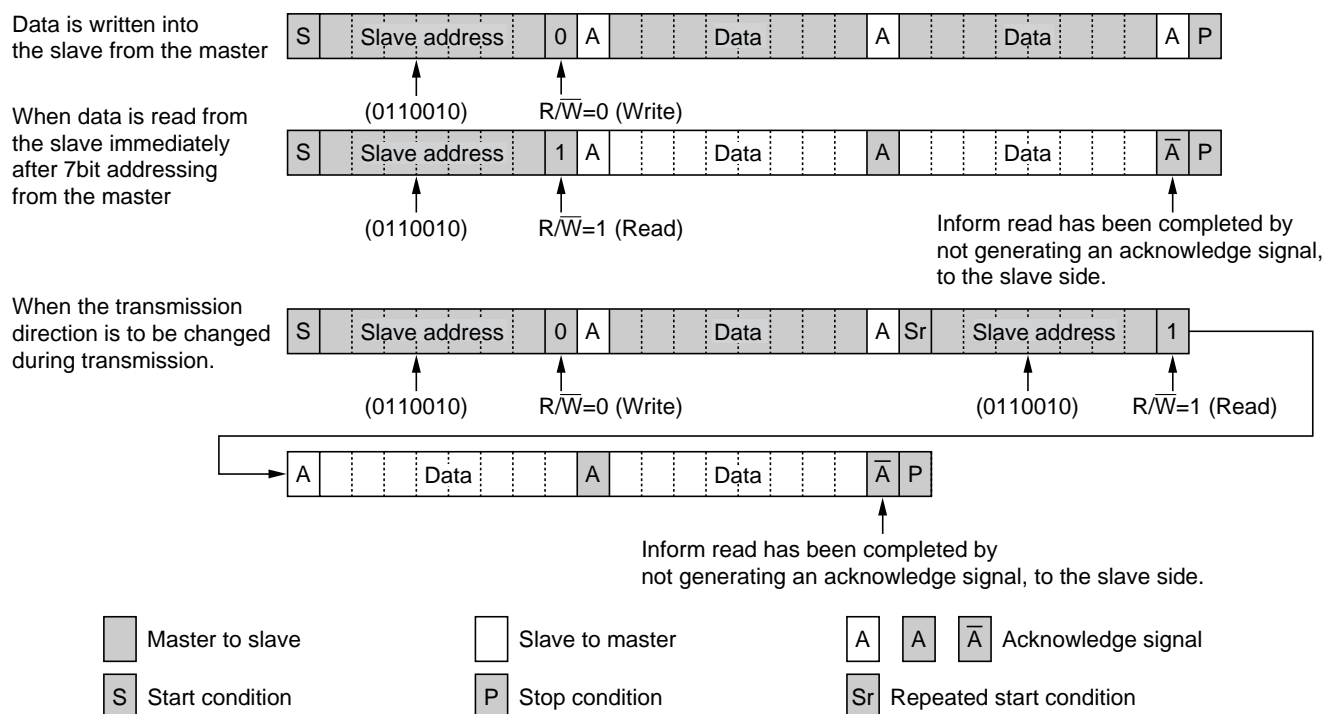 Data is written into
the slave from the master
S Slave address 0 A Data A Data A P
(0110010) R/W̅=0 (Write)
When data is read from
the slave immediately
after 7bit addressing
from the master
S Slave address 1 A Data A Data A̅ P
(0110010) R/W̅=1 (Read)
Inform read has been completed by
not generating an acknowledge signal,
to the slave side.
When the transmission
direction is to be changed
during transmission.
S Slave address 0 A Data A Sr Slave address 1
(0110010) R/W̅=0 (Write) (0110010) R/W̅=1 (Read)
A Data A Data A̅ P
Inform read has been completed by
not generating an acknowledge signal, to the slave side.
Master to slave Slave to master A A A̅ Acknowledge signal
S Start condition P Stop condition Sr Repeated start condition